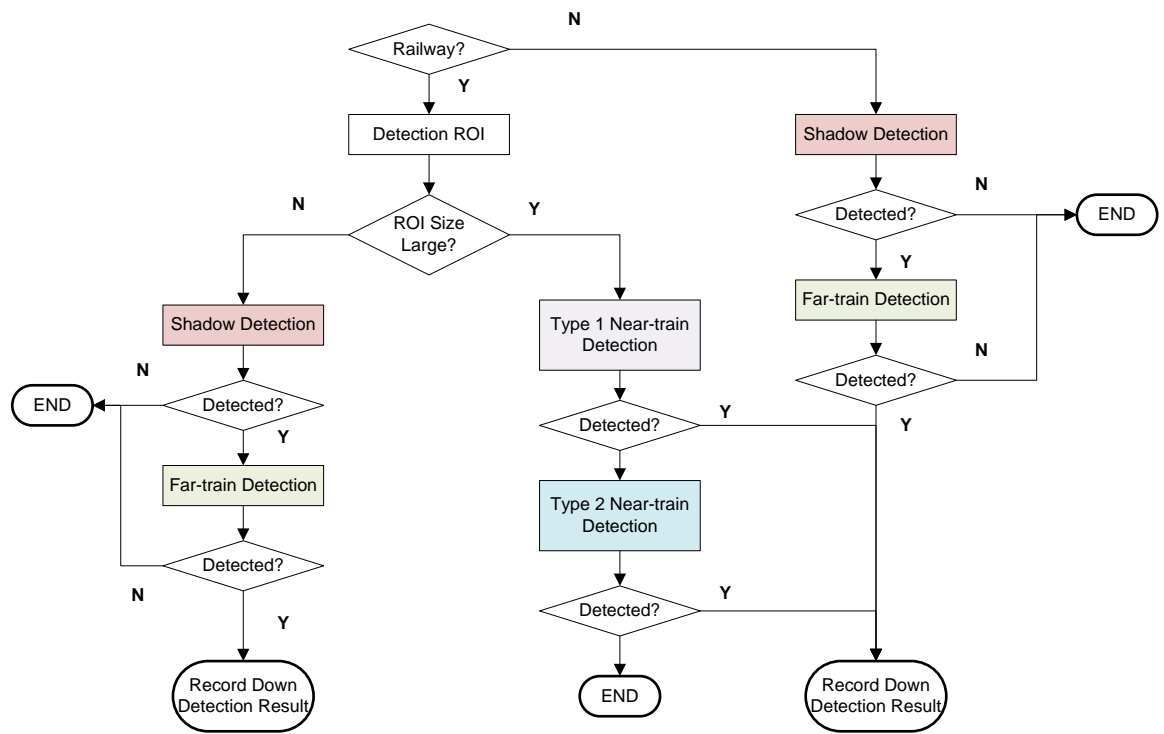 N
Railway?
Y
Detection ROI
Shadow Detection
N
Y
N
ROI Size
Large?
Detected?
END
Y
Far-train Detection
Shadow Detection
Type 1 Near-train
Detection
N
N
Detected?
END
Detected?
Y
Detected?
Y
Y
Far-train Detection
Type 2 Near-train
Detection
Detected?
N
Y
Detected?
Y
Record Down
Detection Result
END
Record Down
Detection Result